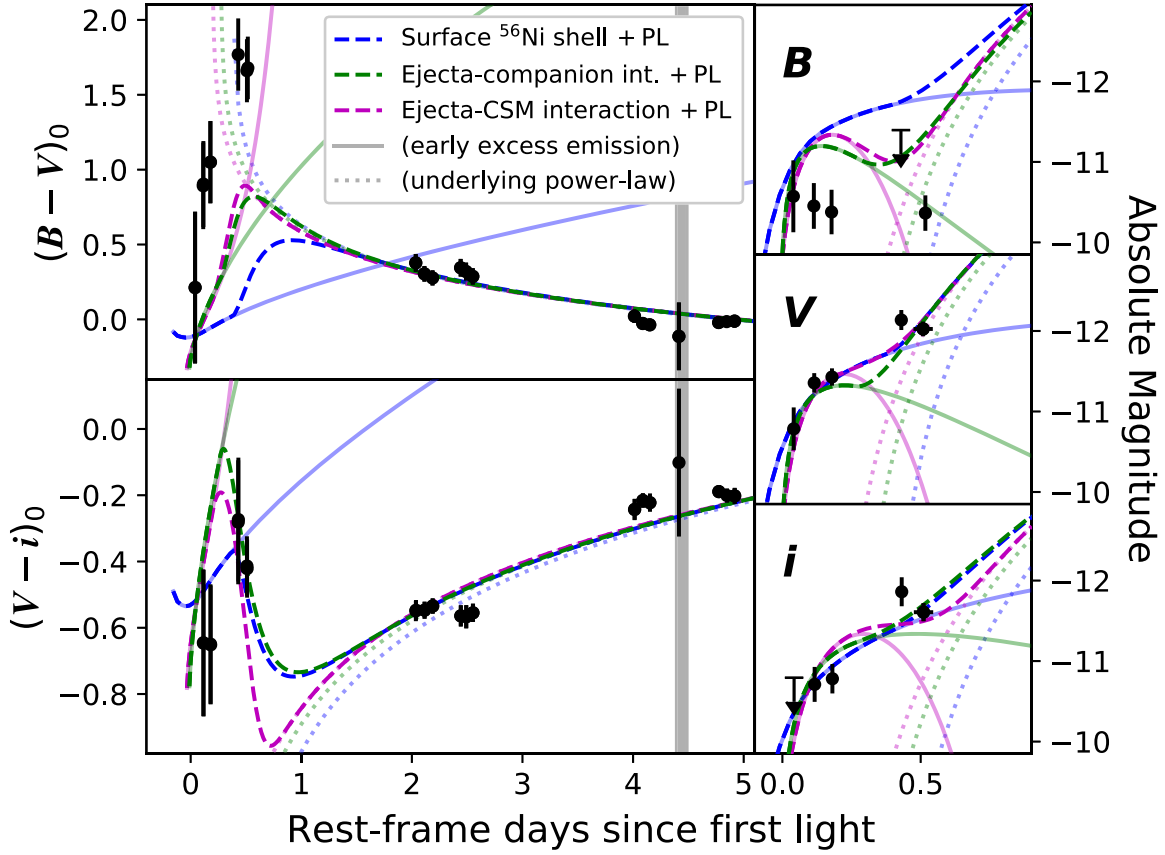 2.0
1.5
1.0
0.5
0.0
(B − V)₀
Surface ⁵⁶Ni shell + PL
Ejecta-companion int. + PL
Ejecta-CSM interaction + PL
(early excess emission)
(underlying power-law)
0.0
−0.2
−0.4
−0.6
−0.8
(V − i)₀
0
1
2
3
4
5
B
−12
−11
−10
V
−12
−11
−10
i
−12
−11
−10
0.0
0.5
Absolute Magnitude
Rest-frame days since first light